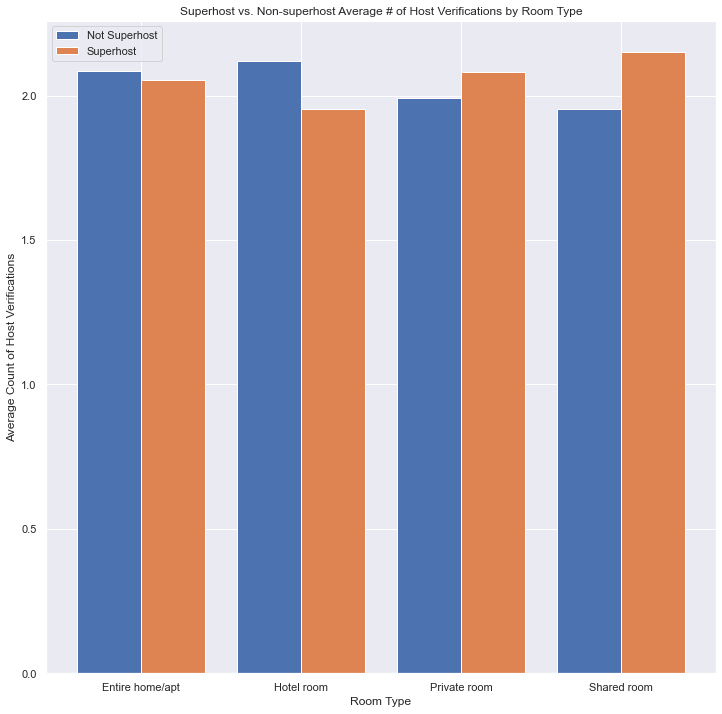 Superhost vs. Non-superhost Average # of Host Verifications by Room Type
Not Superhost
Superhost
Average Count of Host Verifications
2.0
1.5
1.0
0.5
0.0
Entire home/apt
Hotel room
Private room
Shared room
Room Type